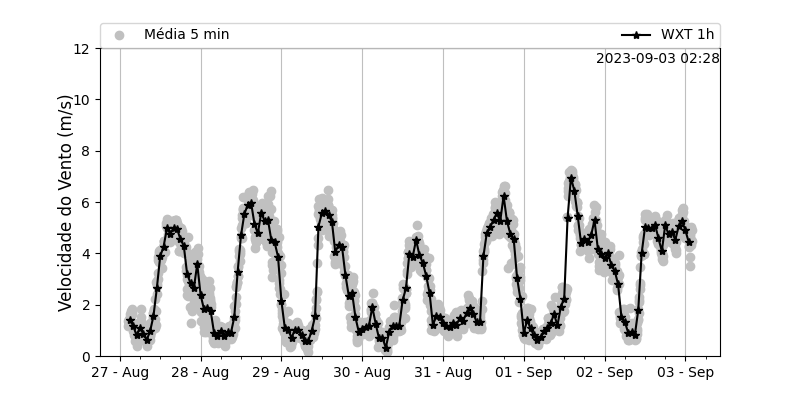 Média 5 min
WXT 1h
2023-09-03 02:28
Velocidade do Vento (m/s)
12
10
8
6
4
2
0
27 - Aug
28 - Aug
29 - Aug
30 - Aug
31 - Aug
01 - Sep
02 - Sep
03 - Sep